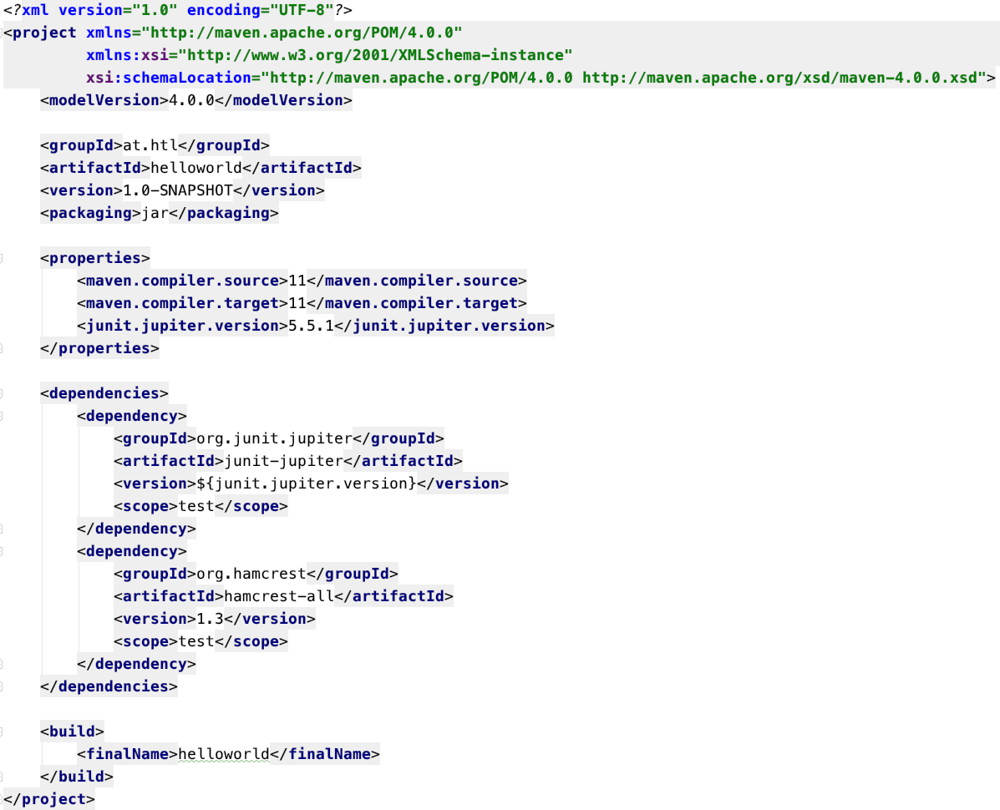 <?xml version="1.0" encoding="UTF-8"?>
<project xmlns="http://maven.apache.org/POM/4.0.0"
         xmlns:xsi="http://www.w3.org/2001/XMLSchema-instance"
         xsi:schemaLocation="http://maven.apache.org/POM/4.0.0 http://maven.apache.org/xsd/maven-4.0.0.xsd">
    <modelVersion>4.0.0</modelVersion>

    <groupId>at.htl</groupId>
    <artifactId>helloworld</artifactId>
    <version>1.0-SNAPSHOT</version>
    <packaging>jar</packaging>

    <properties>
        <maven.compiler.source>11</maven.compiler.source>
        <maven.compiler.target>11</maven.compiler.target>
        <junit.jupiter.version>5.5.1</junit.jupiter.version>
    </properties>

    <dependencies>
        <dependency>
            <groupId>org.junit.jupiter</groupId>
            <artifactId>junit-jupiter</artifactId>
            <version>${junit.jupiter.version}</version>
            <scope>test</scope>
        </dependency>
        <dependency>
            <groupId>org.hamcrest</groupId>
            <artifactId>hamcrest-all</artifactId>
            <version>1.3</version>
            <scope>test</scope>
        </dependency>
    </dependencies>

    <build>
        <finalName>helloworld</finalName>
    </build>
</project>